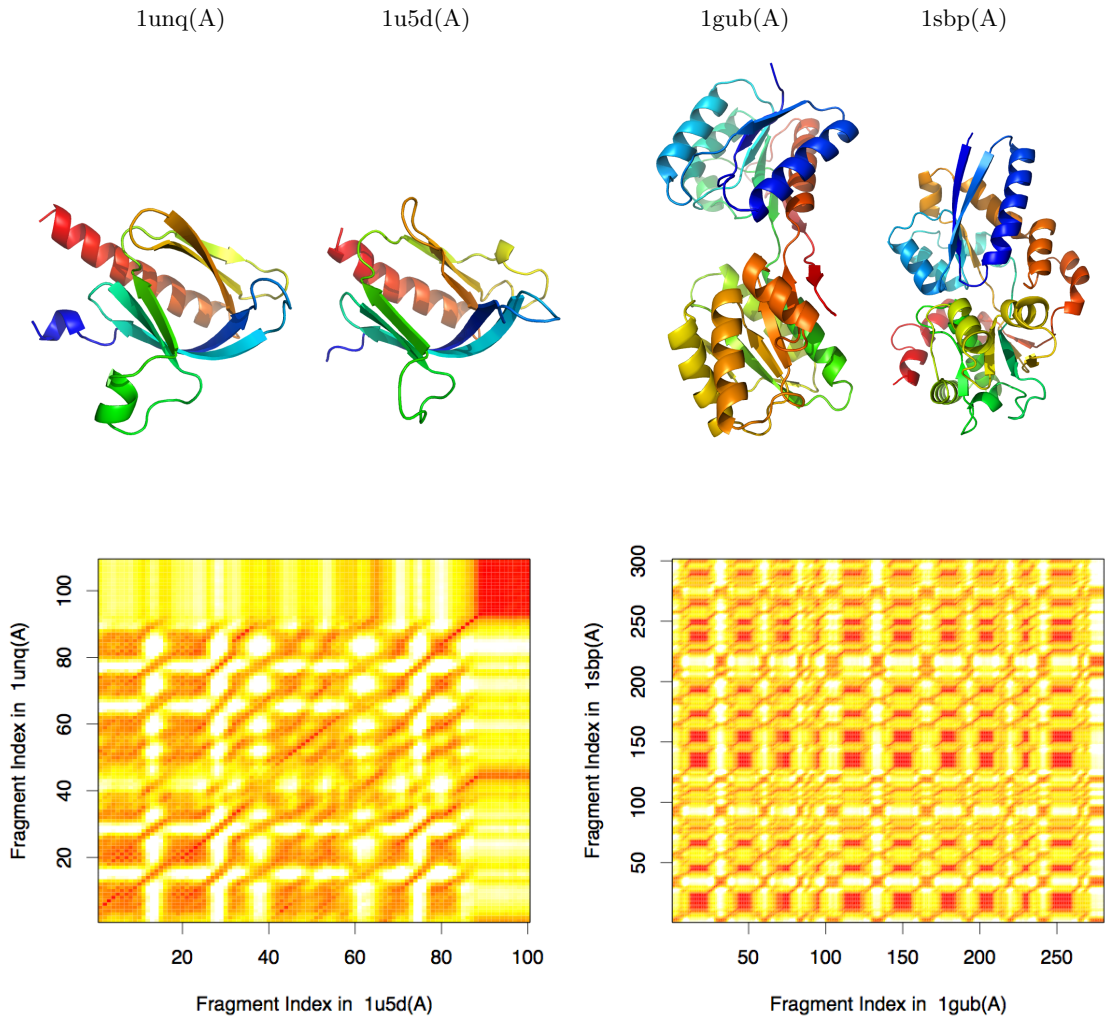 1unq(A) 1u5d(A) 1gub(A) 1sbp(A)
Fragment Index in 1unq(A)
100
80
60
40
20
20 40 60 80 100
Fragment Index in 1u5d(A)
Fragment Index in 1sbp(A)
300
250
200
150
100
50
50 100 150 200 250
Fragment Index in 1gub(A)